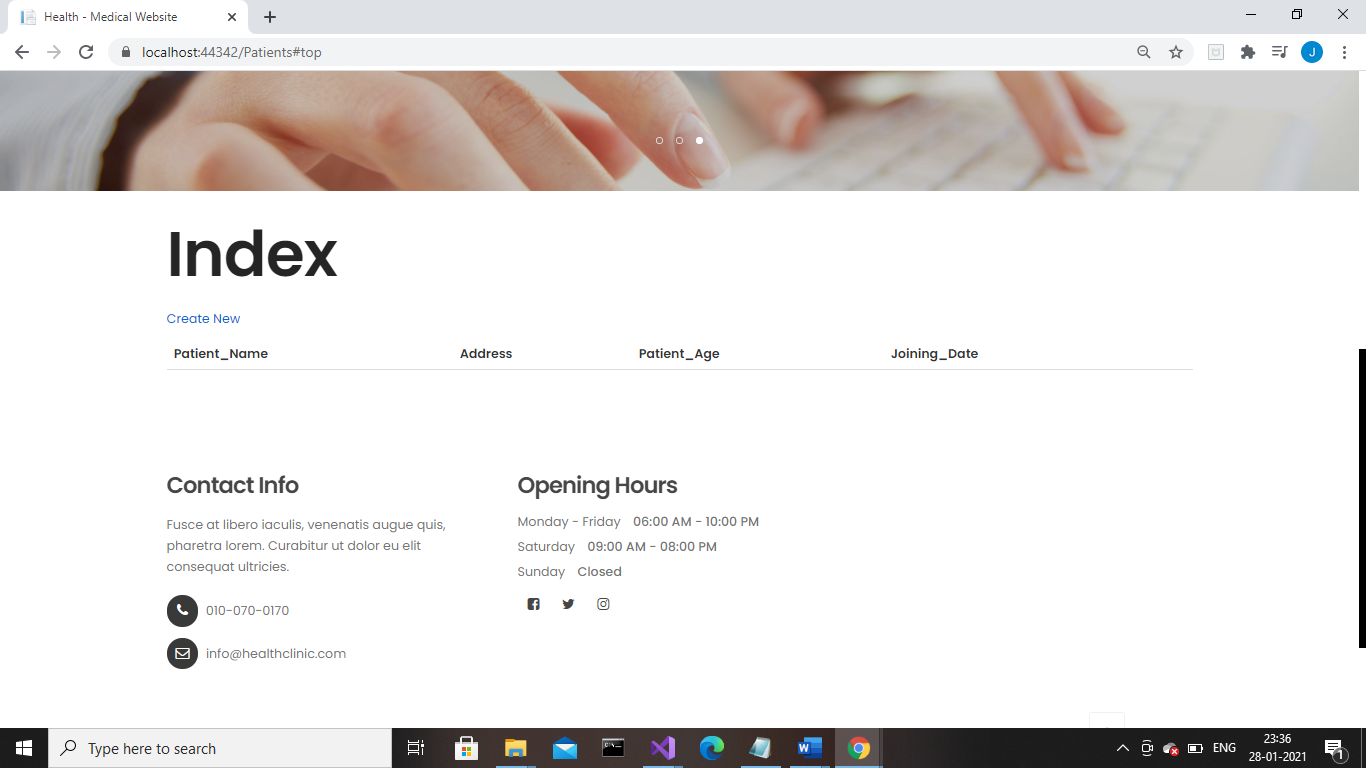 Health - Medical Website
localhost:44342/Patients#top
J
Index
Create New
Patient_Name Address Patient_Age Joining_Date
Contact Info
Fusce at libero iaculis, venenatis augue quis,
pharetra lorem. Curabitur ut dolor eu elit
consequat ultricies.
010-070-0170
info@healthclinic.com
Opening Hours
Monday - Friday 06:00 AM - 10:00 PM
Saturday 09:00 AM - 08:00 PM
Sunday Closed
Type here to search
ENG
23:36
28-01-2021
1